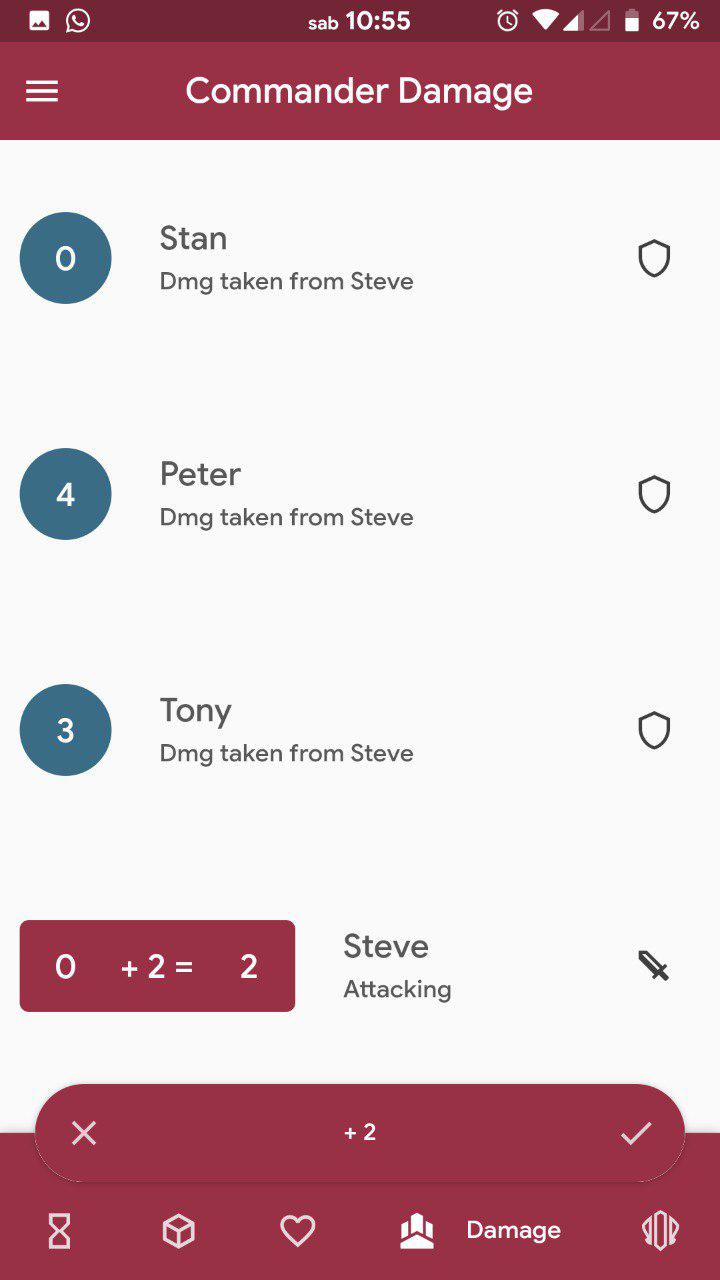 sab 10:55
67%
Commander Damage
0
Stan
Dmg taken from Steve
4
Peter
Dmg taken from Steve
3
Tony
Dmg taken from Steve
0 + 2 = 2
Steve
Attacking
+ 2
Damage